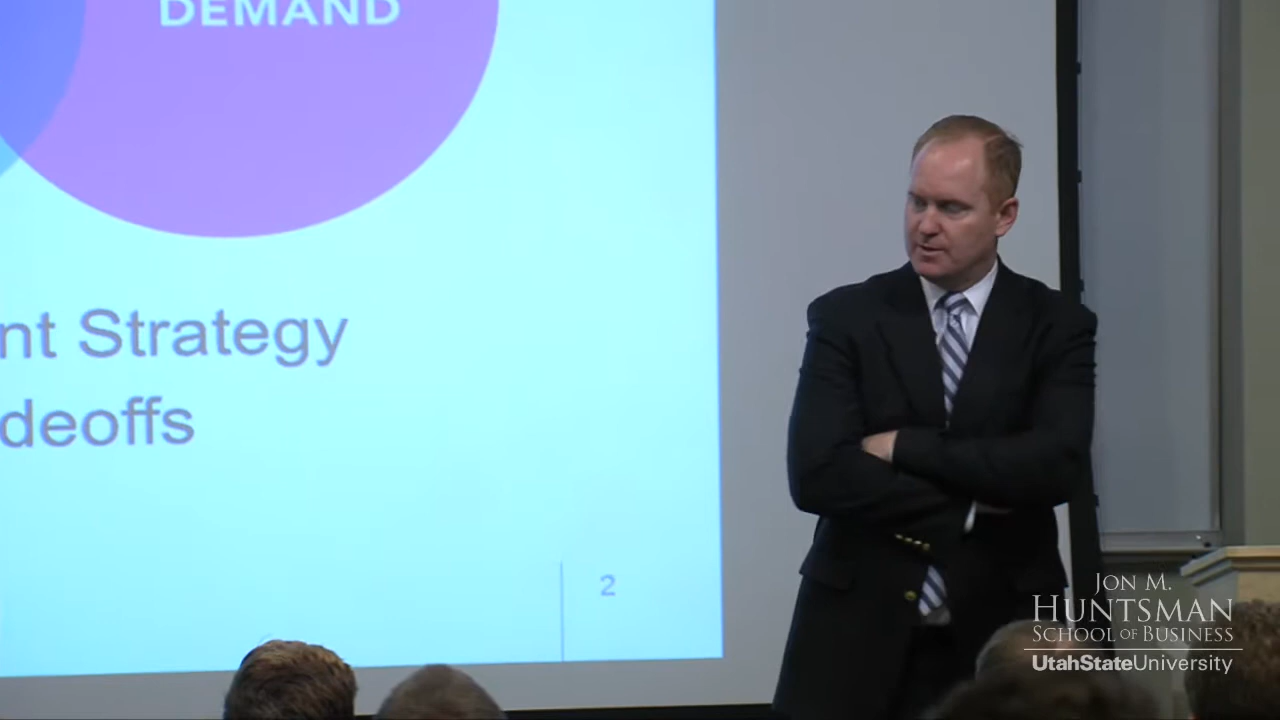 DEMAND
nt Strategy
deoffs
2
JON M.
HUNTSMAN
SCHOOL OF BUSINESS
UtahStateUniversity